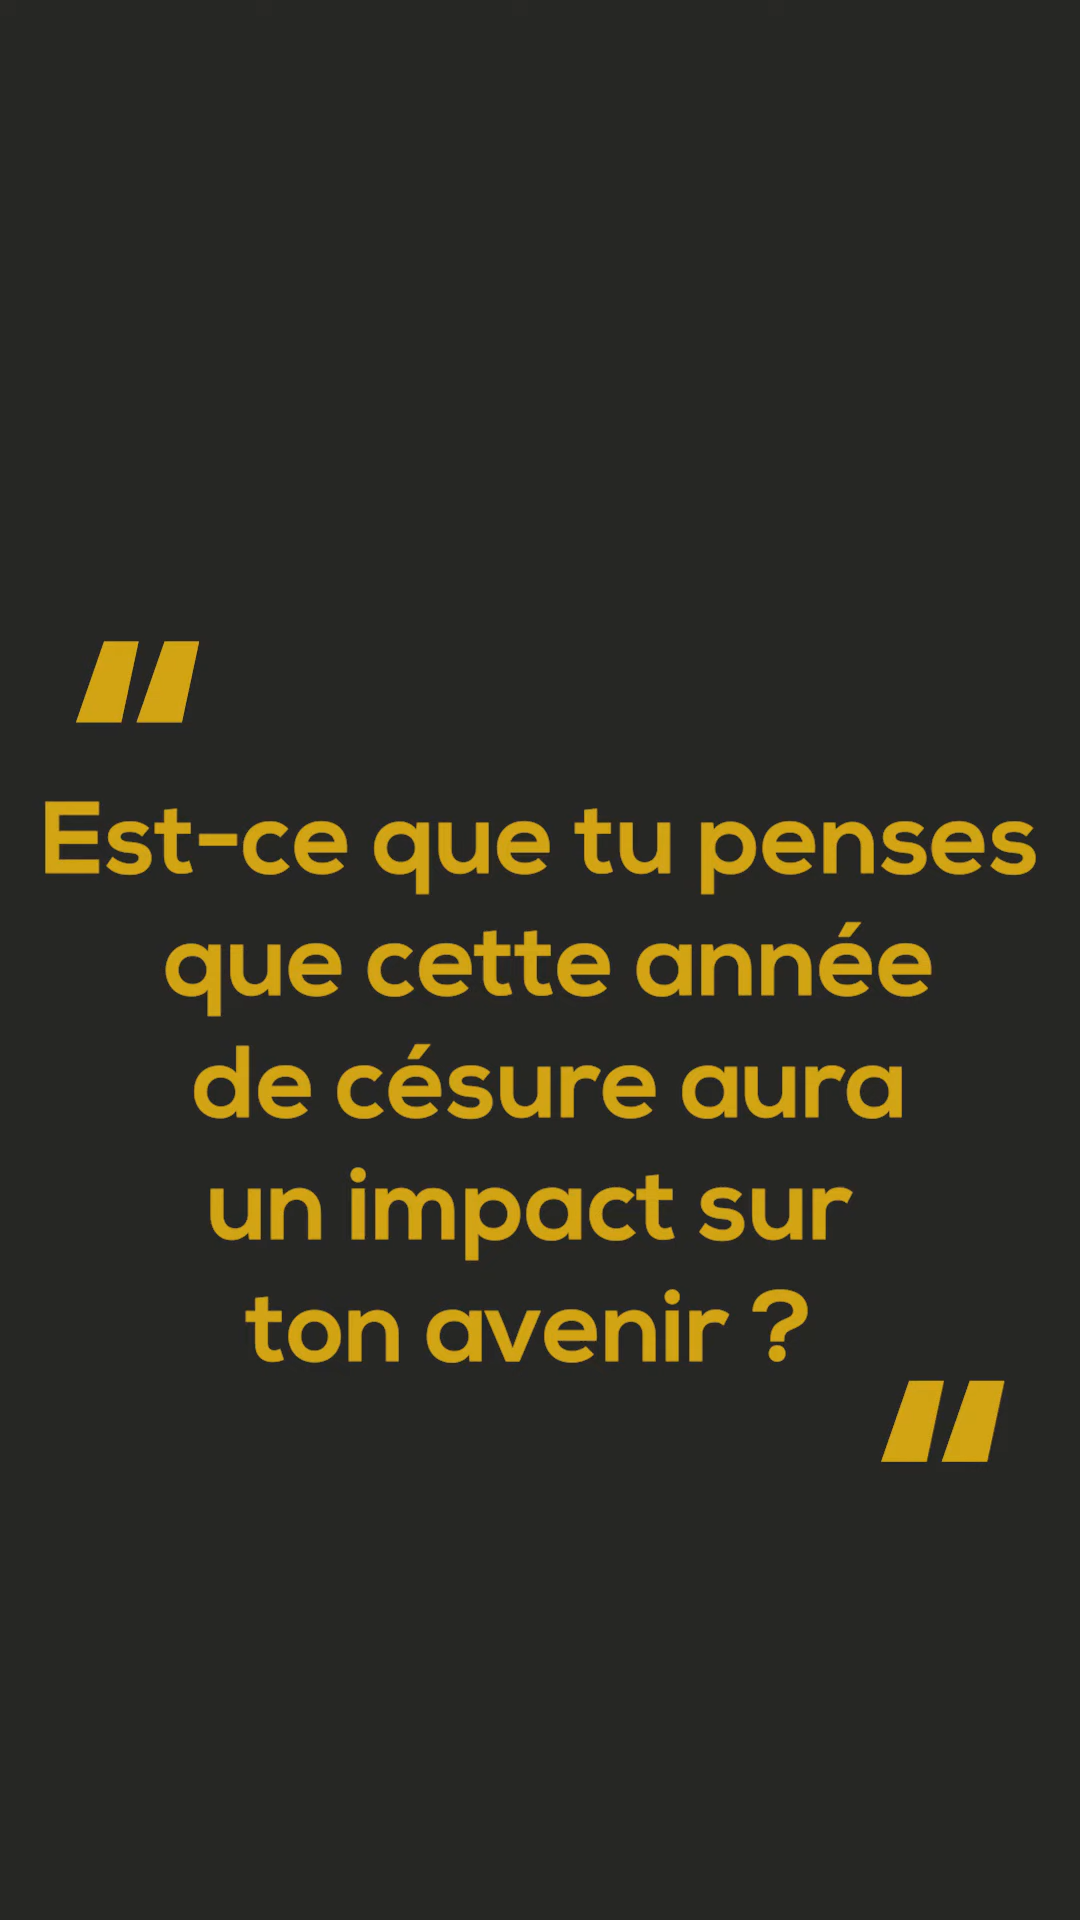 "
Est-ce que tu penses
que cette année
de césure aura
un impact sur
ton avenir ?
"